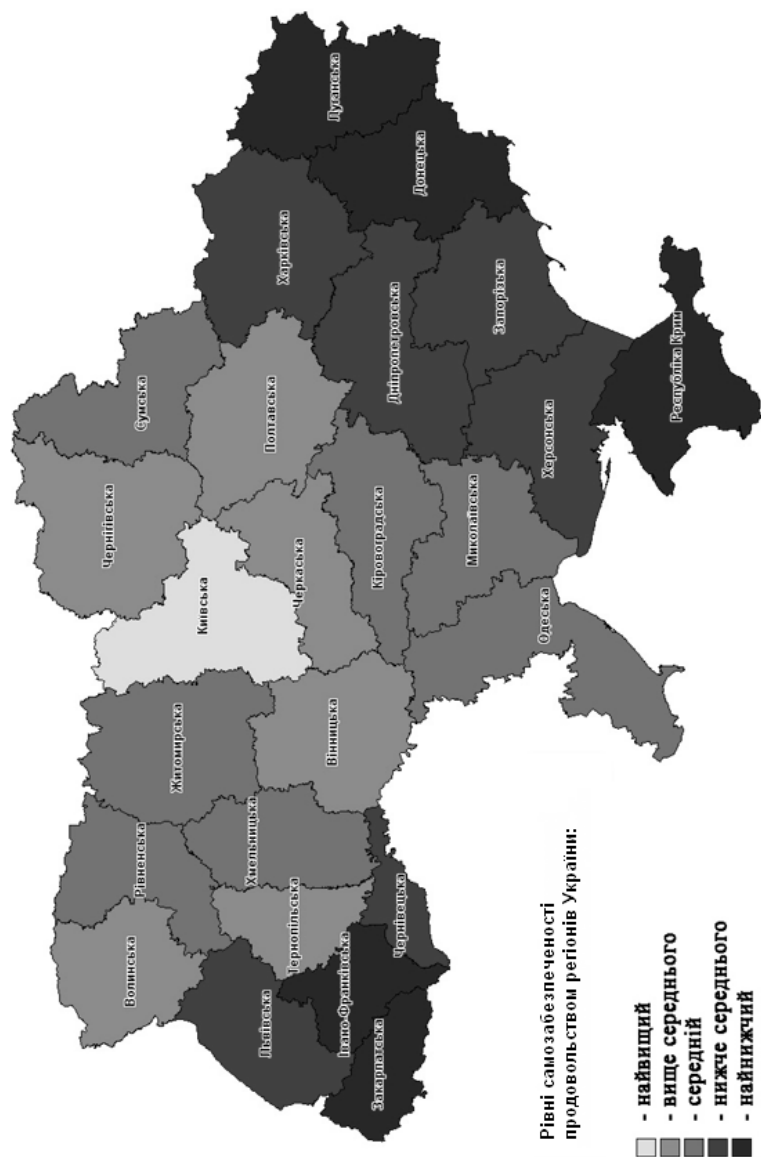 Волинська
Рівненська
Житомирська
Київська
Чернігівська
Сумська
Львівська
Тернопільська
Хмельницька
Вінницька
Черкаська
Полтавська
Харківська
Луганська
Закарпатська
Івано-Франківська
Чернівецька
Кіровоградська
Дніпропетровська
Донецька
Одеська
Миколаївська
Херсонська
Запорізька
Республіка Крим
Рівні самозабезпеченості
продовольством регіонів України:
- найвищий
- вище середнього
- середній
- нижче середнього
- найнижчий